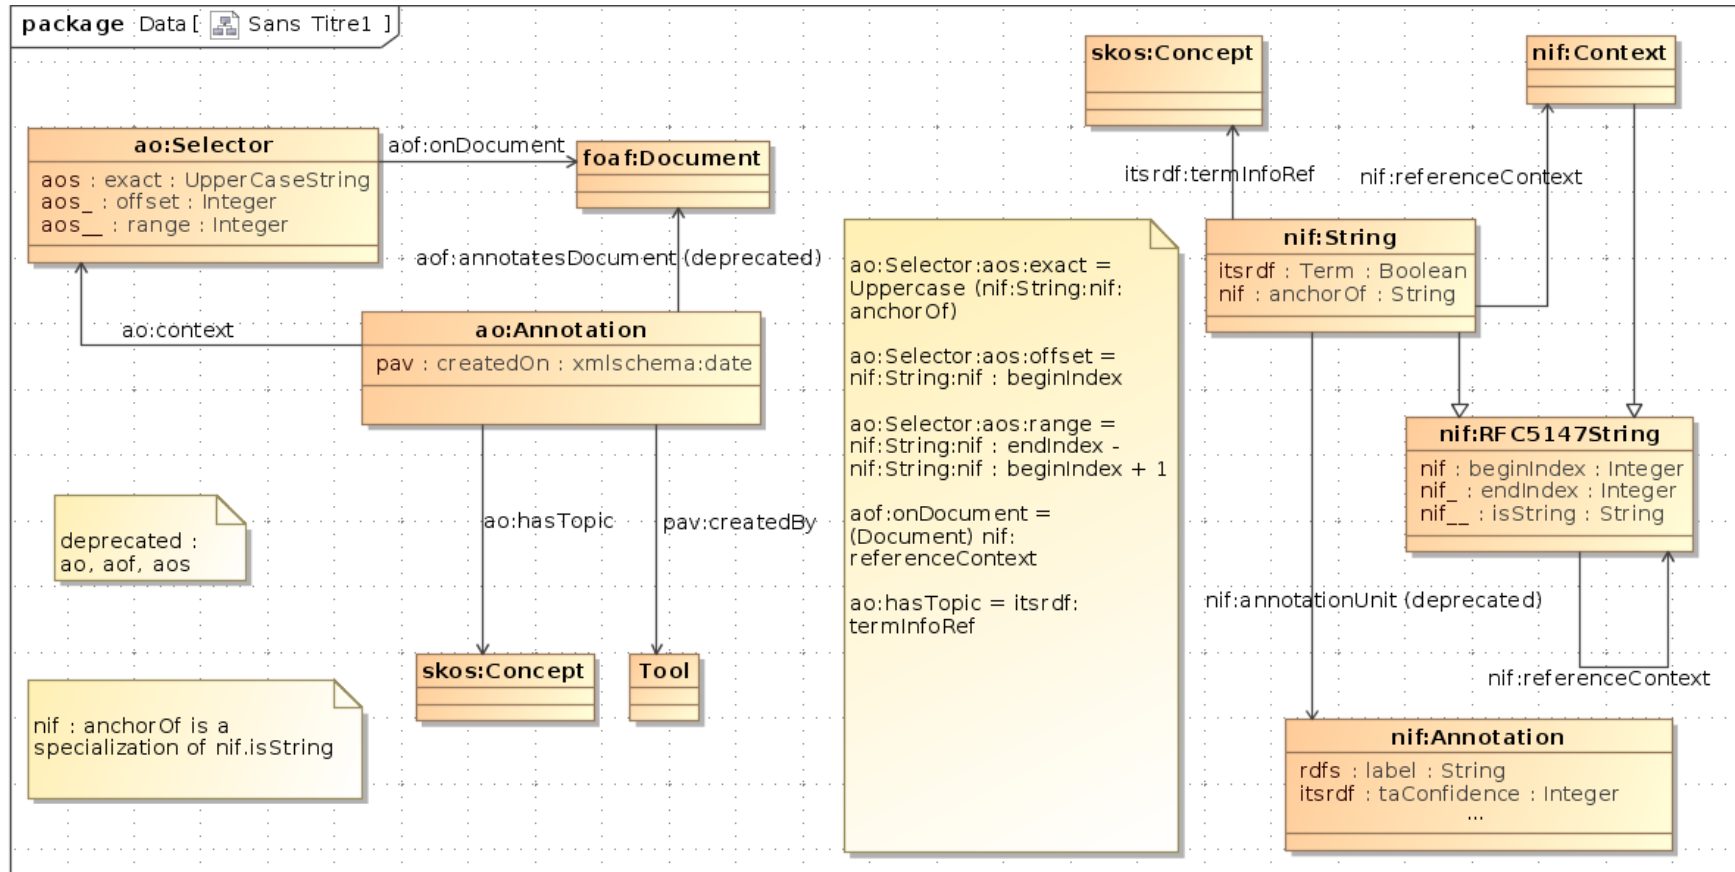 package Data [ Sans Titre1 ]
ao:Selector
aos : exact : UpperCaseString
aos_ : offset : Integer
aos__ : range : Integer
aof:onDocument
foaf:Document
aof:annotatesDocument (deprecated)
ao:context
ao:Annotation
pav : createdOn : xmlschema:date
ao:hasTopic
pav:createdBy
skos:Concept
Tool
deprecated :
ao, aof, aos
nif : anchorOf is a
specialization of nif.isString
ao:Selector:aos:exact =
Uppercase (nif:String:nif:
anchorOf)
ao:Selector:aos:offset =
nif:String:nif : beginIndex
ao:Selector:aos:range =
nif:String:nif : endIndex -
nif:String:nif : beginIndex + 1
aof:onDocument =
(Document) nif:
referenceContext
ao:hasTopic = itsrdf:
termInfoRef
skos:Concept
nif:Context
itsrdf:termInfoRef
nif:referenceContext
nif:String
itsrdf : Term : Boolean
nif : anchorOf : String
nif:RFC5147String
nif : beginIndex : Integer
nif_ : endIndex : Integer
nif__ : isString : String
nif:annotationUnit (deprecated)
nif:referenceContext
nif:Annotation
rdfs : label : String
itsrdf : taConfidence : Integer
...